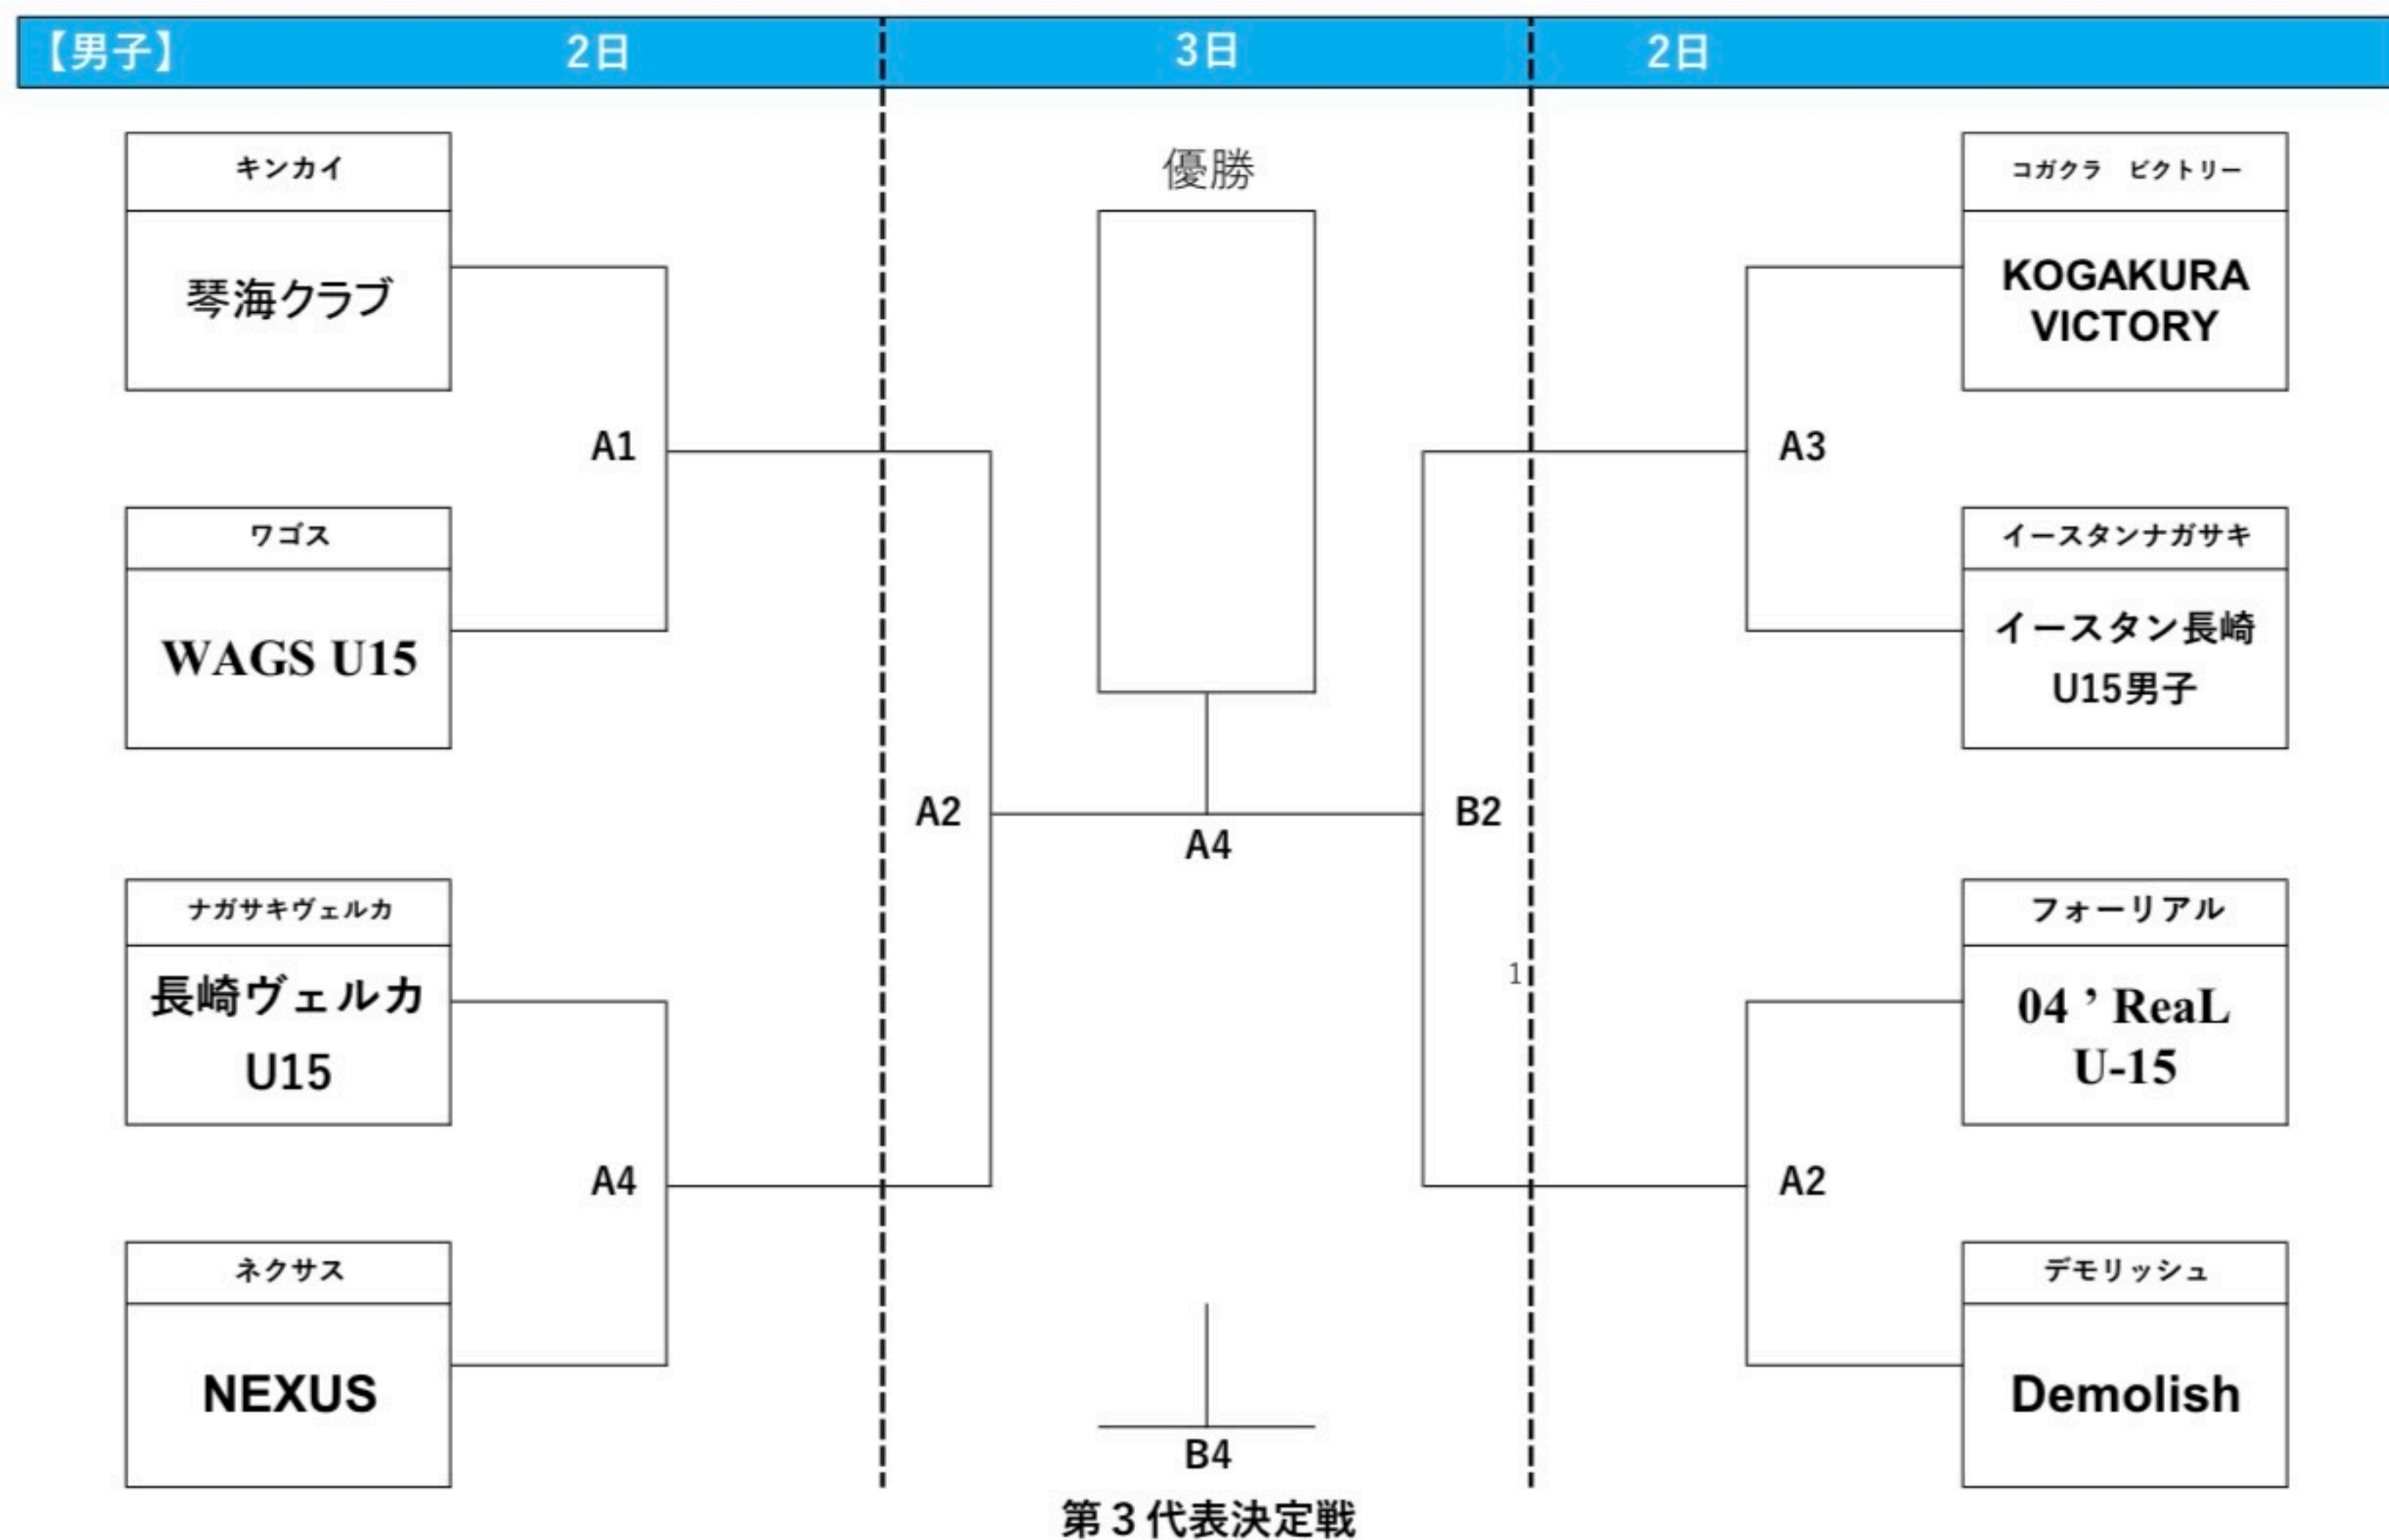 【男子】 2日 3日 2日
キンカイ
琴海クラブ
A1
ワゴス
WAGS U15
ナガサキヴェルカ
長崎ヴェルカ
U15
A4
ネクサス
NEXUS
優勝
A2
A4
B2
1
B4
第３代表決定戦
コガクラ　ビクトリー
KOGAKURA
VICTORY
A3
イースタンナガサキ
イースタン長崎
U15男子
フォーリアル
04 ’ ReaL
U-15
A2
デモリッシュ
Demolish